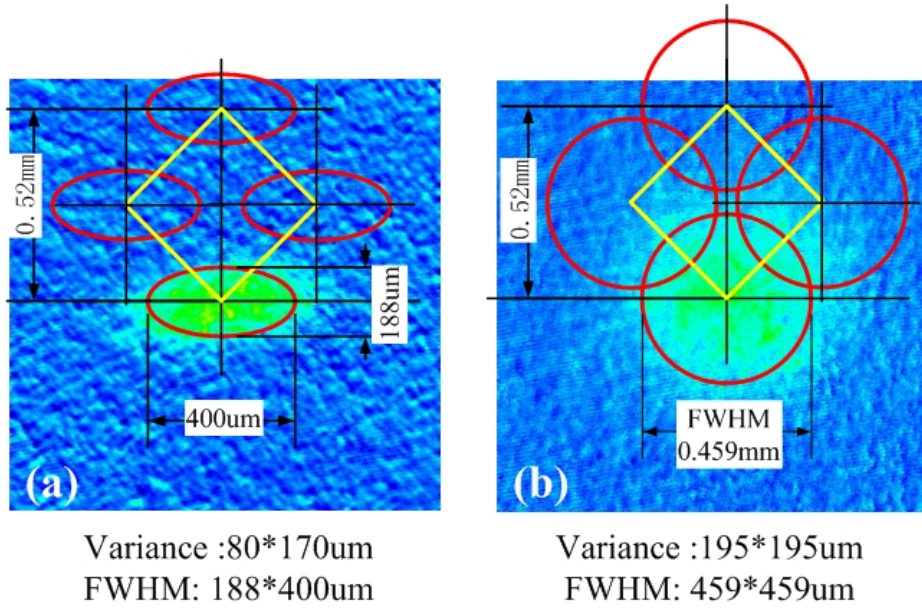 0.52mm
188um
400um
(a)
Variance :80*170um
FWHM: 188*400um
0.52mm
FWHM
0.459mm
(b)
Variance :195*195um
FWHM: 459*459um